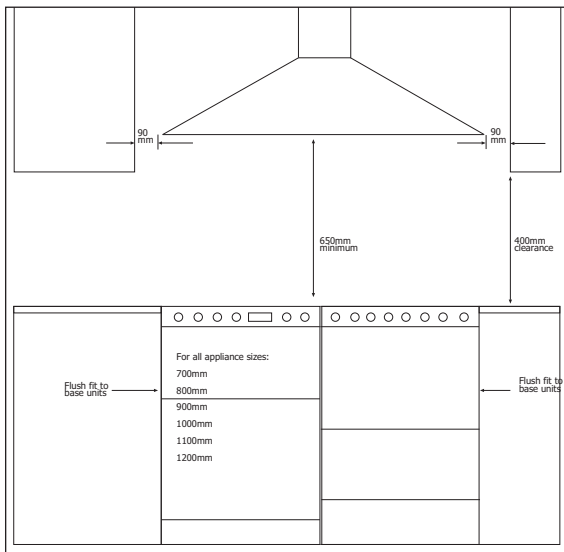 90
mm
90
mm
650mm
minimum
400mm
clearance
For all appliance sizes:
700mm
800mm
900mm
1000mm
1100mm
1200mm
Flush fit to
base units
Flush fit to
base units